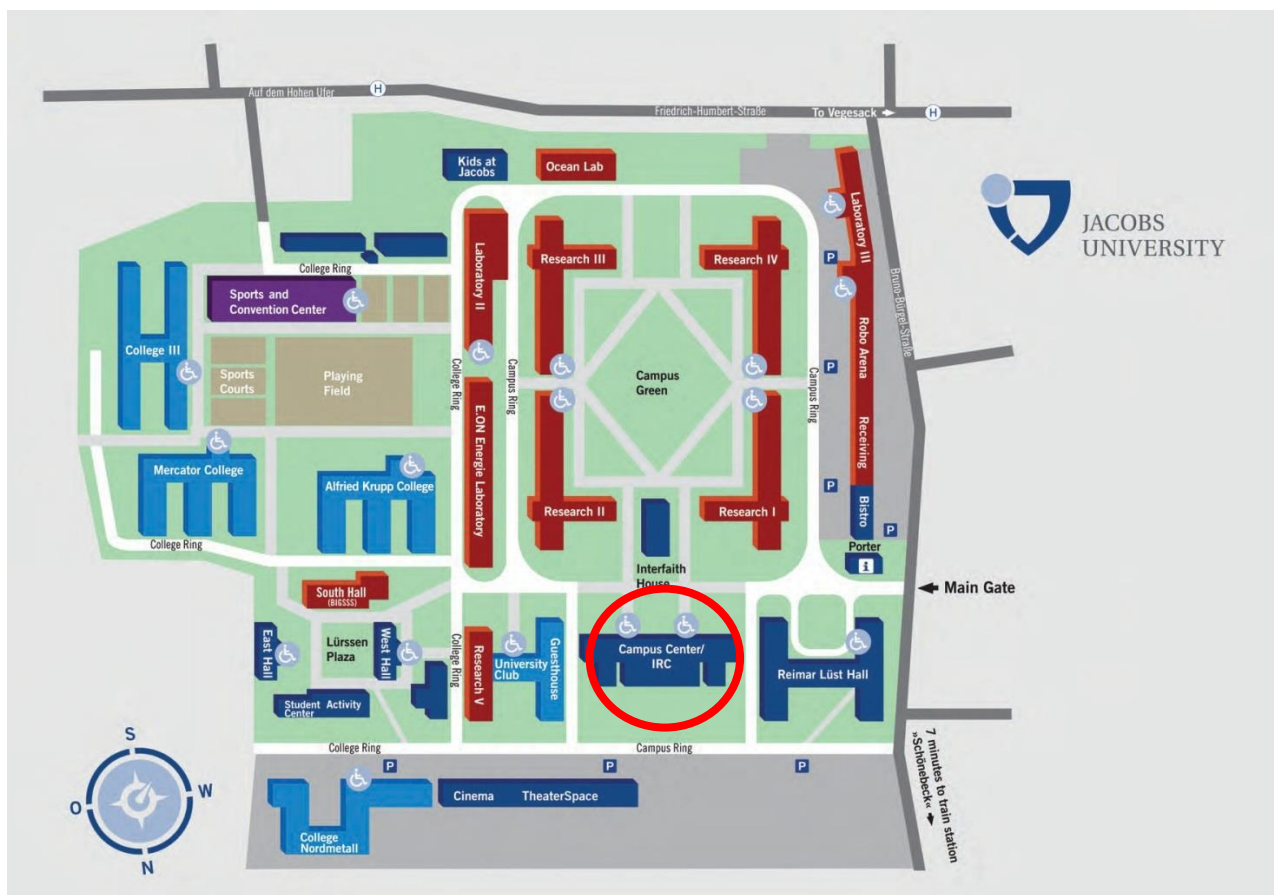 Auf dem Hohen Ufer
H
Friedrich-Humbert-Straße
To Vegesack
H
Kids at
Jacobs
Ocean Lab
JACOBS
UNIVERSITY
Laboratory III
Laboratory II
Research III
Research IV
P
College Ring
Sports and
Convention Center
Bruno-Bürgel-Straße
College III
Robo Arena
Sports
Courts
Playing
Field
College Ring
Campus Ring
Campus
Green
Campus Ring
P
Receiving
Mercator College
Alfried Krupp College
E.ON Energie Laboratory
P
Bistro
Research II
Research I
P
College Ring
Porter
i
Interfaith
House
Main Gate
South Hall
(BIGSSS)
East Hall
Lürssen
Plaza
West Hall
College Ring
Research V
University
Club
Guesthouse
Campus Center/
IRC
Reimar Lüst Hall
Student Activity
Center
College Ring
Campus Ring
7 minutes to train station
»Schönebeck«
P
P
P
S
W
O
N
Cinema
TheaterSpace
College
Nordmetall